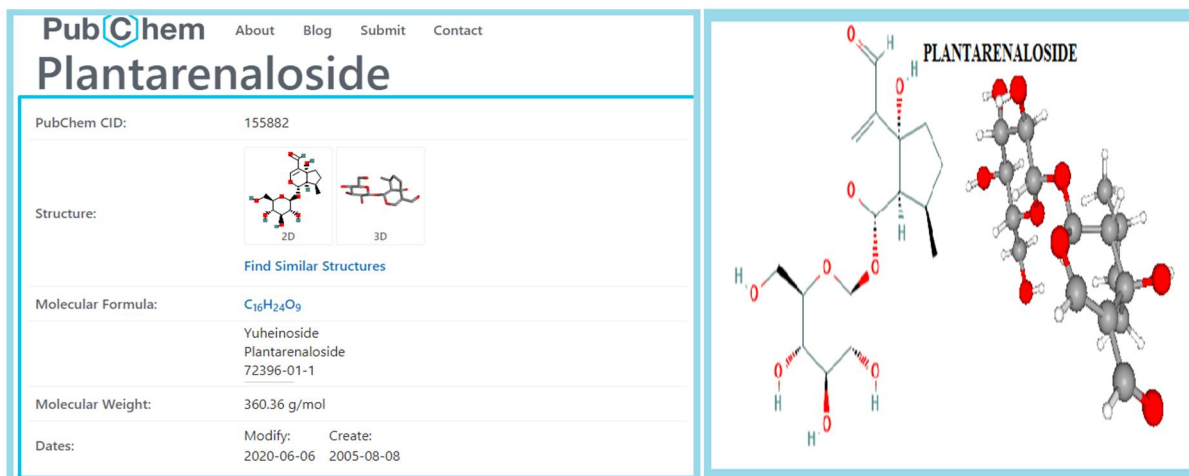 PubChem About Blog Submit Contact
Plantarenaloside
PubChem CID: 155882
Structure:
2D 3D
Find Similar Structures
Molecular Formula: C₁₆H₂₄O₉
Yuheinoside
Plantarenaloside
72396-01-1
Molecular Weight: 360.36 g/mol
Dates:
Modify: Create:
2020-06-06 2005-08-08
PLANTARENALOSIDE
O
H
O
H
O
H
O
O
H
O
O
O
O
H
H
O
H